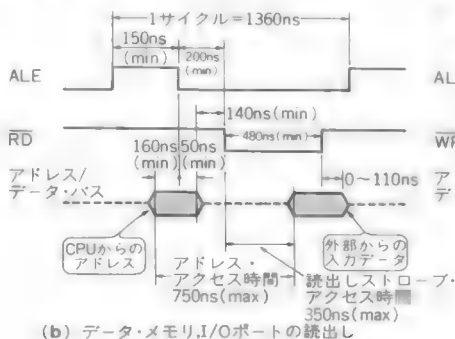 1サイクル=1360ns
150ns
(min)
200ns
(min)
ALE
AL
140ns(min)
RD
480ns(min)
WR
160ns
(min)
50ns
(min)
0〜110ns
アドレス/
データ・バス
ア
デ
CPUからの
アドレス
アドレス・
アクセス時間
750ns(max)
外部からの
入力データ
読出しストローブ・
アクセス時
350ns(max)
(b) データ・メモリ,I/Oポートの読出し